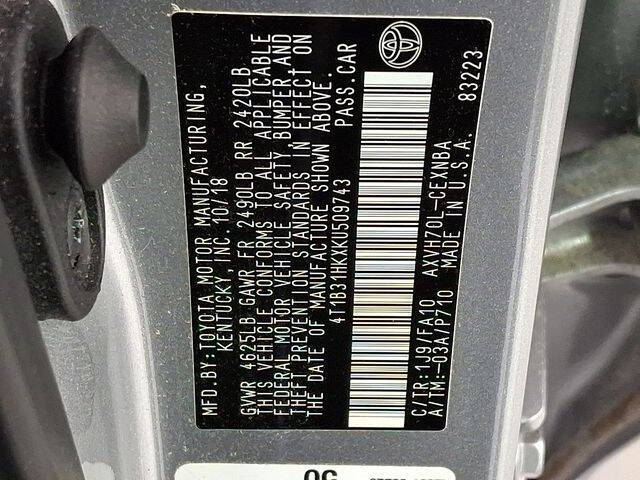 MFD.BY:TOYOTA MOTOR MANUFACTURING,
KENTUCKY, INC. 10/18
GVWR 4625LB GAWR FR 2490LB RR 2420LB
THIS VEHICLE CONFORMS TO ALL APPLICABLE
FEDERAL MOTOR VEHICLE SAFETY, BUMPER, AND
THEFT PREVENTION STANDARDS IN EFFECT ON
THE DATE OF MANUFACTURE SHOWN ABOVE.
4T1B31HKXKU509743 PASS.CAR
C/TR:1J9/FA10 AXVH70L-CEXNBA
A/TM:-03A/P710 MADE IN U.S.A. 83223